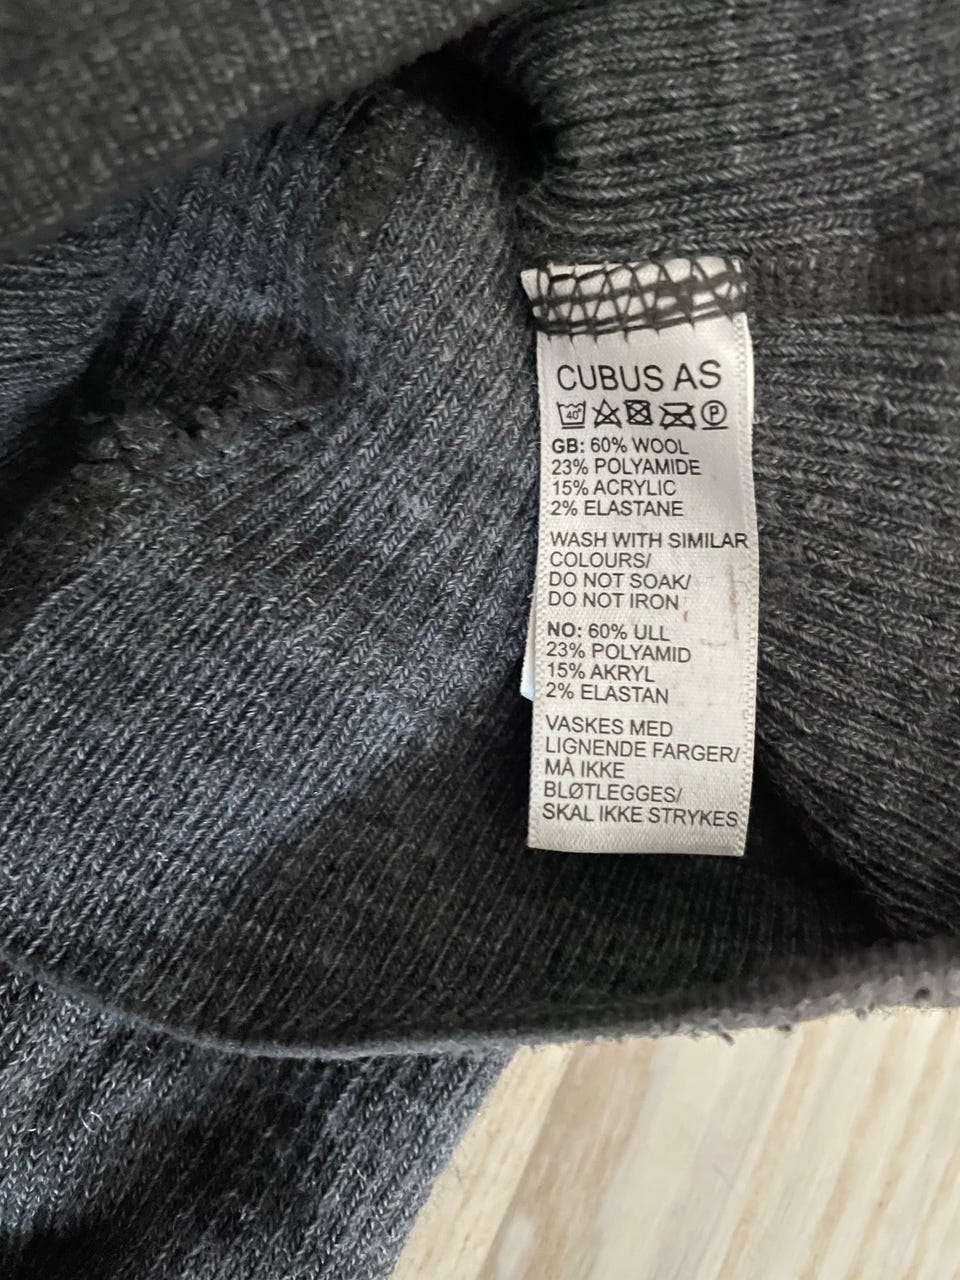 CUBUS AS
40° P
GB: 60% WOOL
23% POLYAMIDE
15% ACRYLIC
2% ELASTANE
WASH WITH SIMILAR
COLOURS/
DO NOT SOAK/
DO NOT IRON
NO: 60% ULL
23% POLYAMID
15% AKRYL
2% ELASTAN
VASKES MED
LIGNENDE FARGER/
MÅ IKKE
BLØTLEGGES/
SKAL IKKE STRYKES